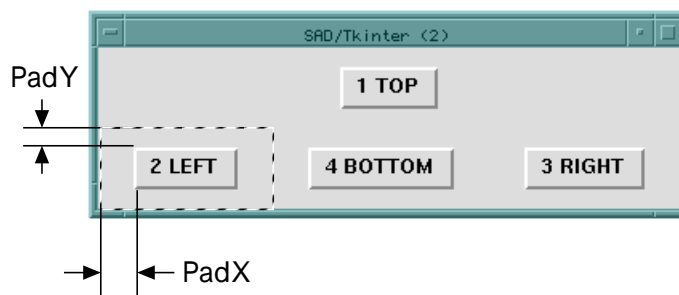 SAD/Tkinter (2)
PadY
1 TOP
2 LEFT
4 BOTTOM
3 RIGHT
PadX